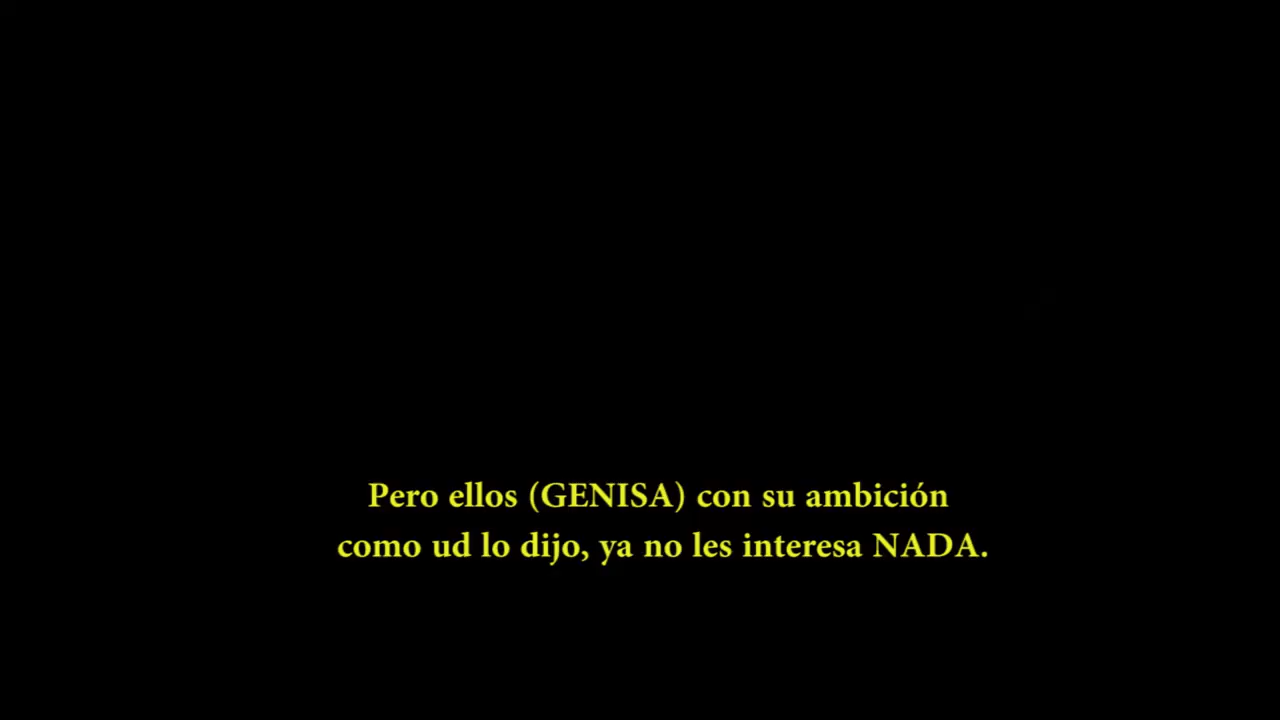 Pero ellos (GENISA) con su ambición
como ud lo dijo, ya no les interesa NADA.